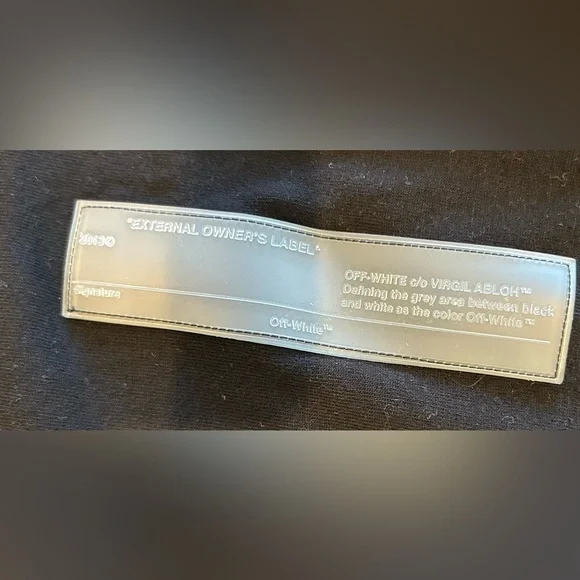 "EXTERNAL OWNER'S LABEL"
OFF-WHITE c/o VIRGIL ABLOH™
Defining the grey area between black
and white as the color Off-White™
Signature
Off-White™